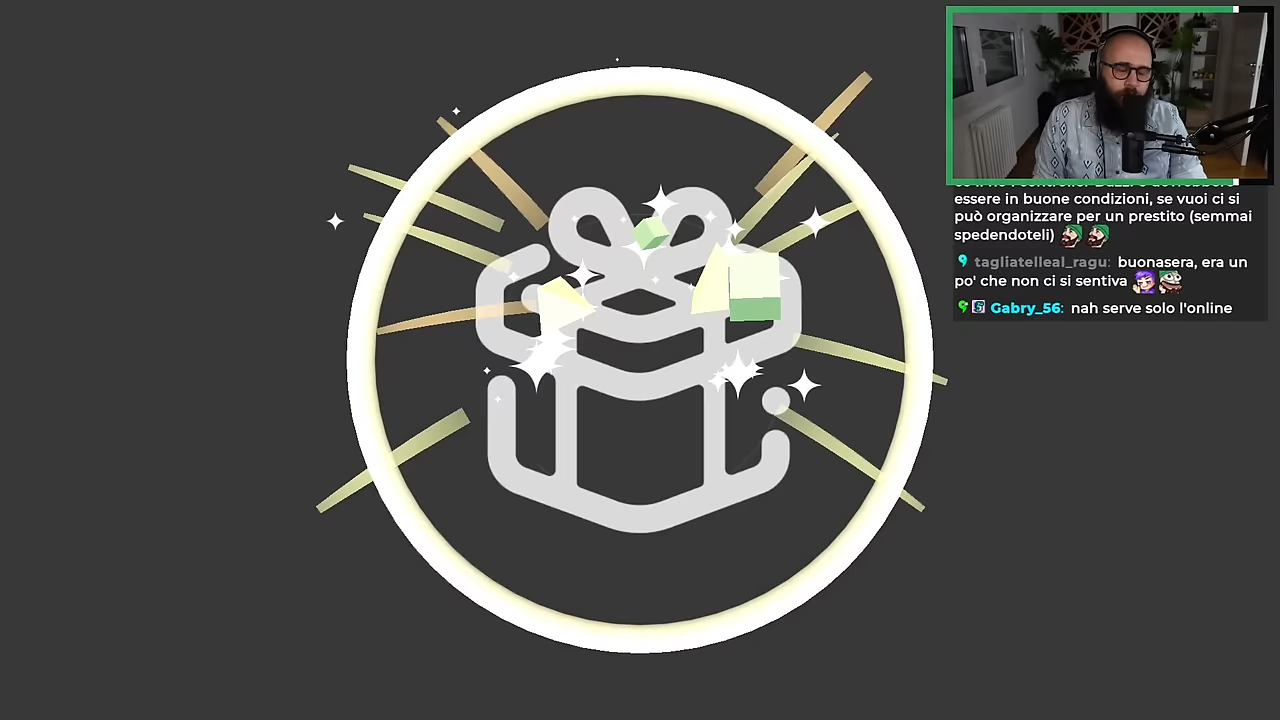 essere in buone condizioni, se vuoi ci si
può organizzare per un prestito (semmai
spedendoteli)
tagliatelleal_ragu: buonasera, era un
po' che non ci si sentiva
Gabry_56: nah serve solo l'online